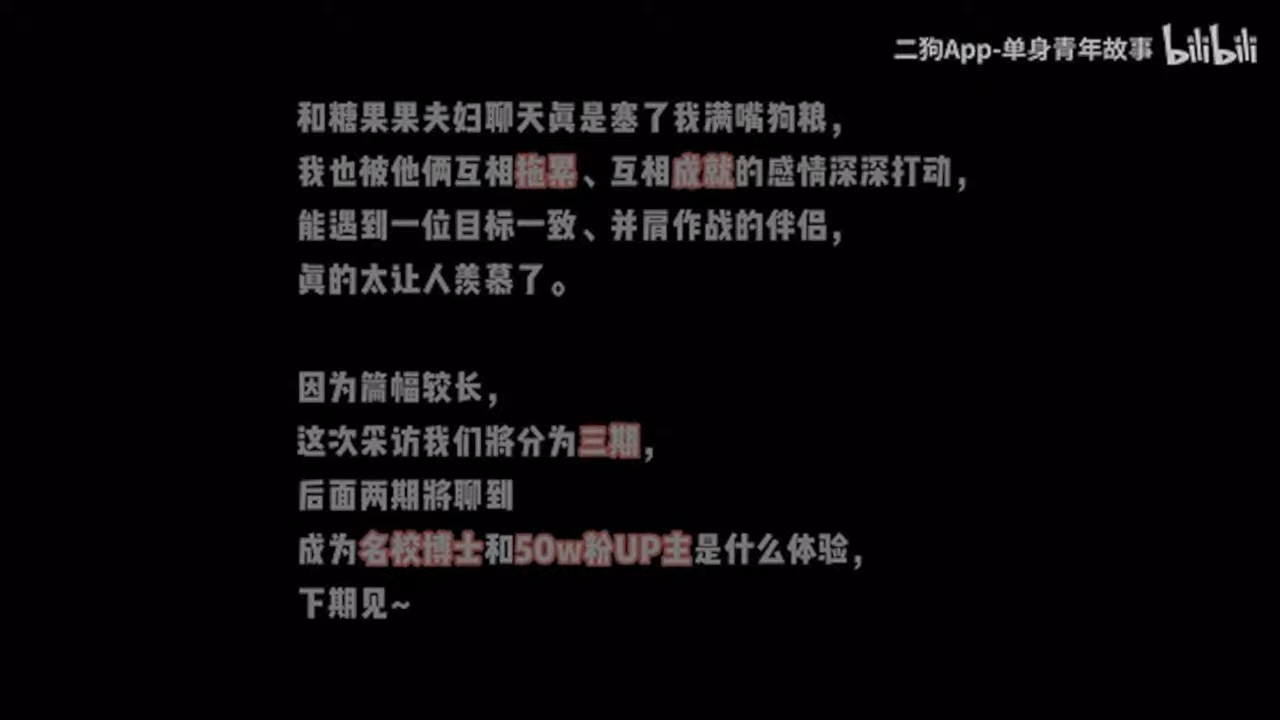 二狗App-单身青年故事 bilibili
和糖果果夫妇聊天真是塞了我满嘴狗粮，
我也被他俩互相拖累、互相成就的感情深深打动，
能遇到一位目标一致、并肩作战的伴侣，
真的太让人羡慕了。
因为篇幅较长，
这次采访我们将分为三期，
后面两期将聊到
成为名校博士和50w粉UP主是什么体验，
下期见~